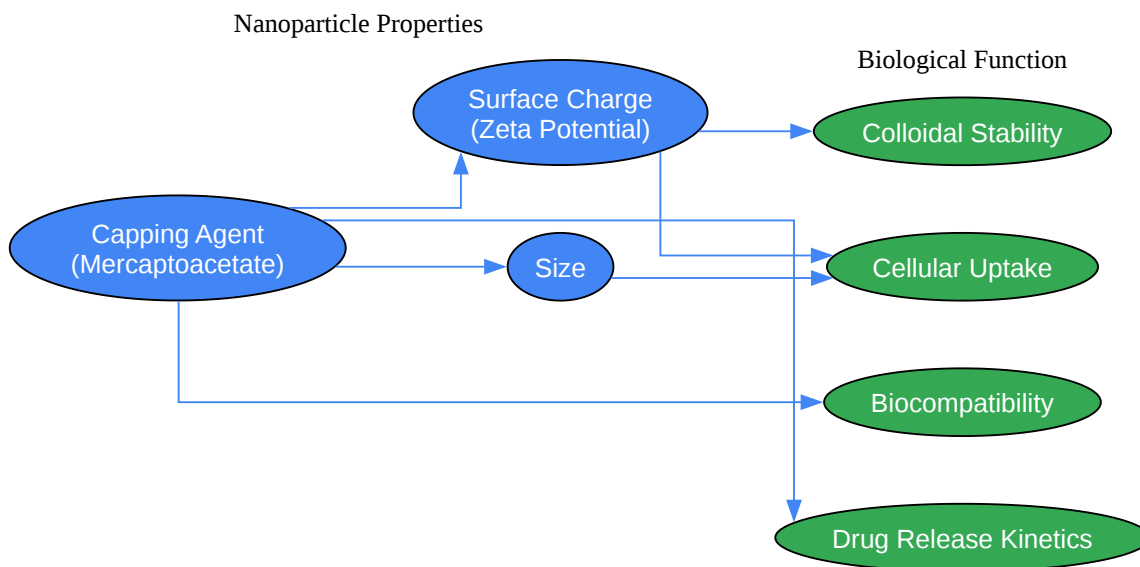 Nanoparticle Properties
Biological Function
Surface Charge
(Zeta Potential)
Colloidal Stability
Capping Agent
(Mercaptoacetate)
Size
Cellular Uptake
Biocompatibility
Drug Release Kinetics